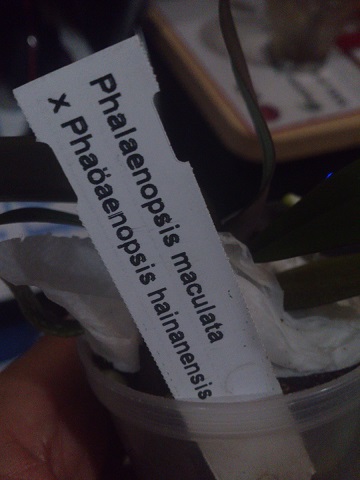 Phalaenopsis maculata
x Phaöaenopsis hainanensis